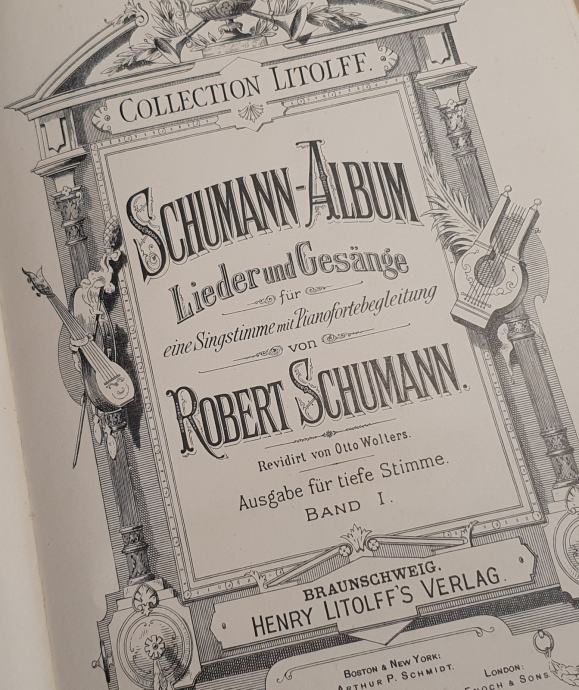 COLLECTION LITOLFF.
SCHUMANN-ALBUM
Lieder und Gesänge
für
eine Singstimme mit Pianofortebegleitung
von
ROBERT SCHUMANN.
Revidirt von Otto Wolters.
Ausgabe für tiefe Stimme.
BAND I.
BRAUNSCHWEIG.
HENRY LITOLFF'S VERLAG.
BOSTON & NEW YORK:
ARTHUR P. SCHMIDT.
LONDON:
ENOCH & SONS